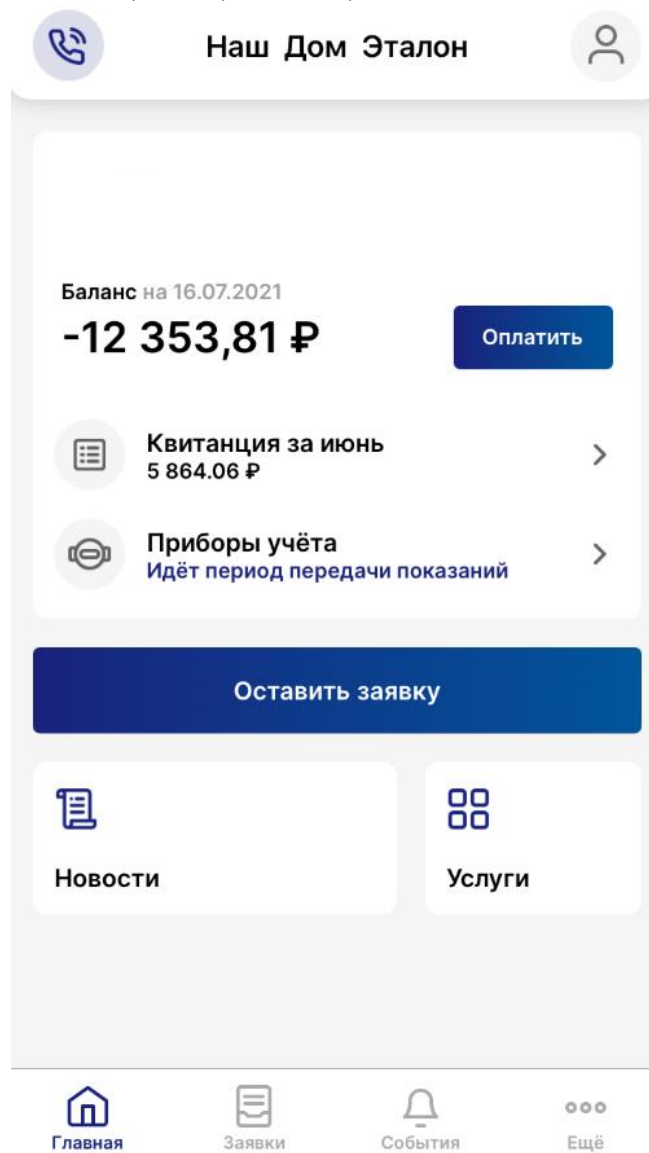 Наш Дом Эталон
Баланс на 16.07.2021
-12 353,81 ₽
Оплатить
Квитанция за июнь
5 864.06 ₽
Приборы учёта
Идёт период передачи показаний
Оставить заявку
Новости
Услуги
Главная
Заявки
События
Ещё